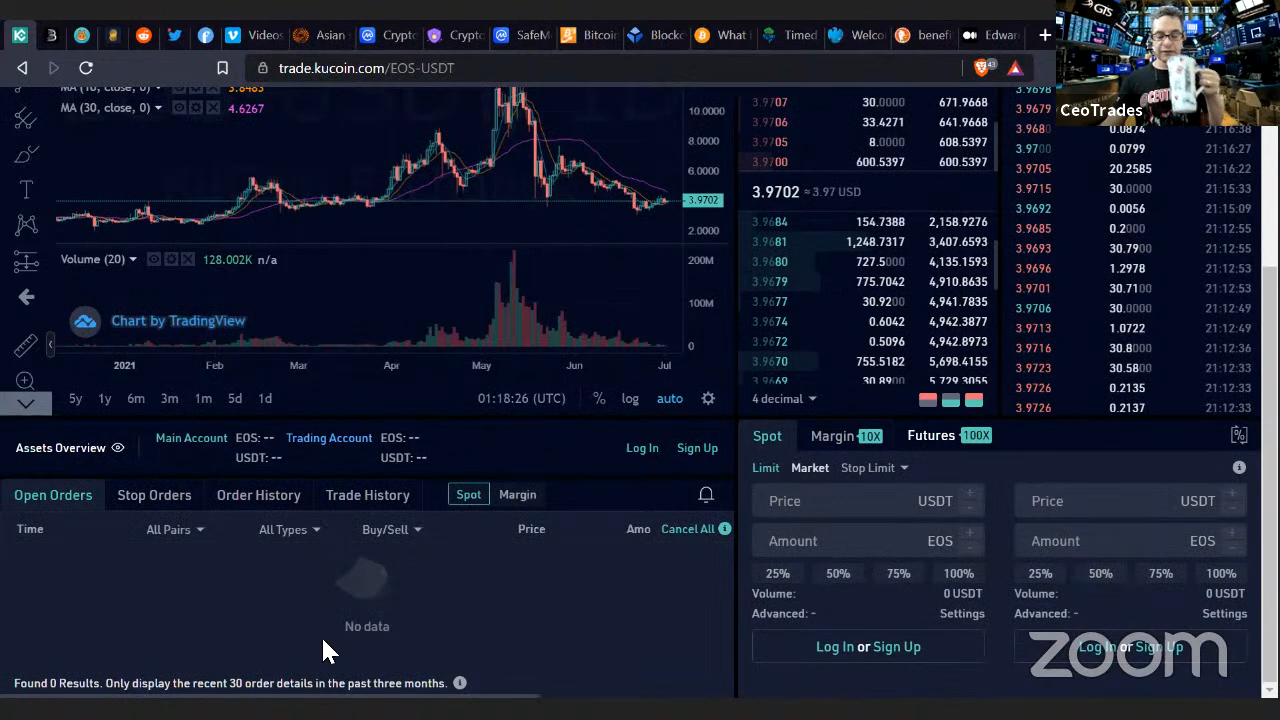 Videos
Asian
Crypto
Crypto
SafeM
Bitcoin
Block
What
Timed
Welco
benefi
Edwar
trade.kucoin.com/EOS-USDT
GTS
CeoTrades
MA (30, close, 0) 4.6267
10.0000
8.0000
6.0000
3.9702
2.0000
Volume (20) 128.002K n/a
200M
100M
0
Chart by TradingView
2021 Feb Mar Apr May Jun Jul
5y 1y 6m 3m 1m 5d 1d 01:18:26 (UTC) % log auto
3.9707 30.0000 671.9668
3.9706 33.4271 641.9668
3.9705 8.0000 608.5397
3.9700 600.5397 600.5397
3.9702 ≈ 3.97 USD
3.9684 154.7388 2,158.9276
3.9681 1,248.7317 3,407.6593
3.9680 727.5000 4,135.1593
3.9679 775.7042 4,910.8635
3.9677 30.9200 4,941.7835
3.9674 0.6042 4,942.3877
3.9672 0.5096 4,942.8973
3.9670 755.5182 5,698.4155
3.9669 30.8900 5,729.3055
4 decimal
3.9679
3.9680 0.0874 21:16:38
3.9700 0.0799 21:16:27
3.9705 20.2585 21:16:22
3.9715 30.0000 21:15:33
3.9692 0.0056 21:15:09
3.9685 0.2000 21:12:55
3.9693 30.7900 21:12:55
3.9696 1.2978 21:12:53
3.9701 30.7100 21:12:53
3.9706 30.0000 21:12:49
3.9713 1.0722 21:12:49
3.9716 30.8000 21:12:36
3.9723 30.5800 21:12:33
3.9726 0.2135 21:12:33
3.9726 0.2137 21:12:33
Assets Overview Main Account EOS: -- Trading Account EOS: --
USDT: -- USDT: --
Log In Sign Up
Open Orders Stop Orders Order History Trade History Spot Margin
Time All Pairs All Types Buy/Sell Price Amo Cancel All
No data
Found 0 Results. Only display the recent 30 order details in the past three months.
Spot Margin 10X Futures 100X
Limit Market Stop Limit
Price USDT Price USDT
Amount EOS Amount EOS
25% 50% 75% 100% 25% 50% 75% 100%
Volume: 0 USDT Volume: 0 USDT
Advanced: - Settings Advanced: - Settings
Log In or Sign Up Log In or Sign Up
zoom